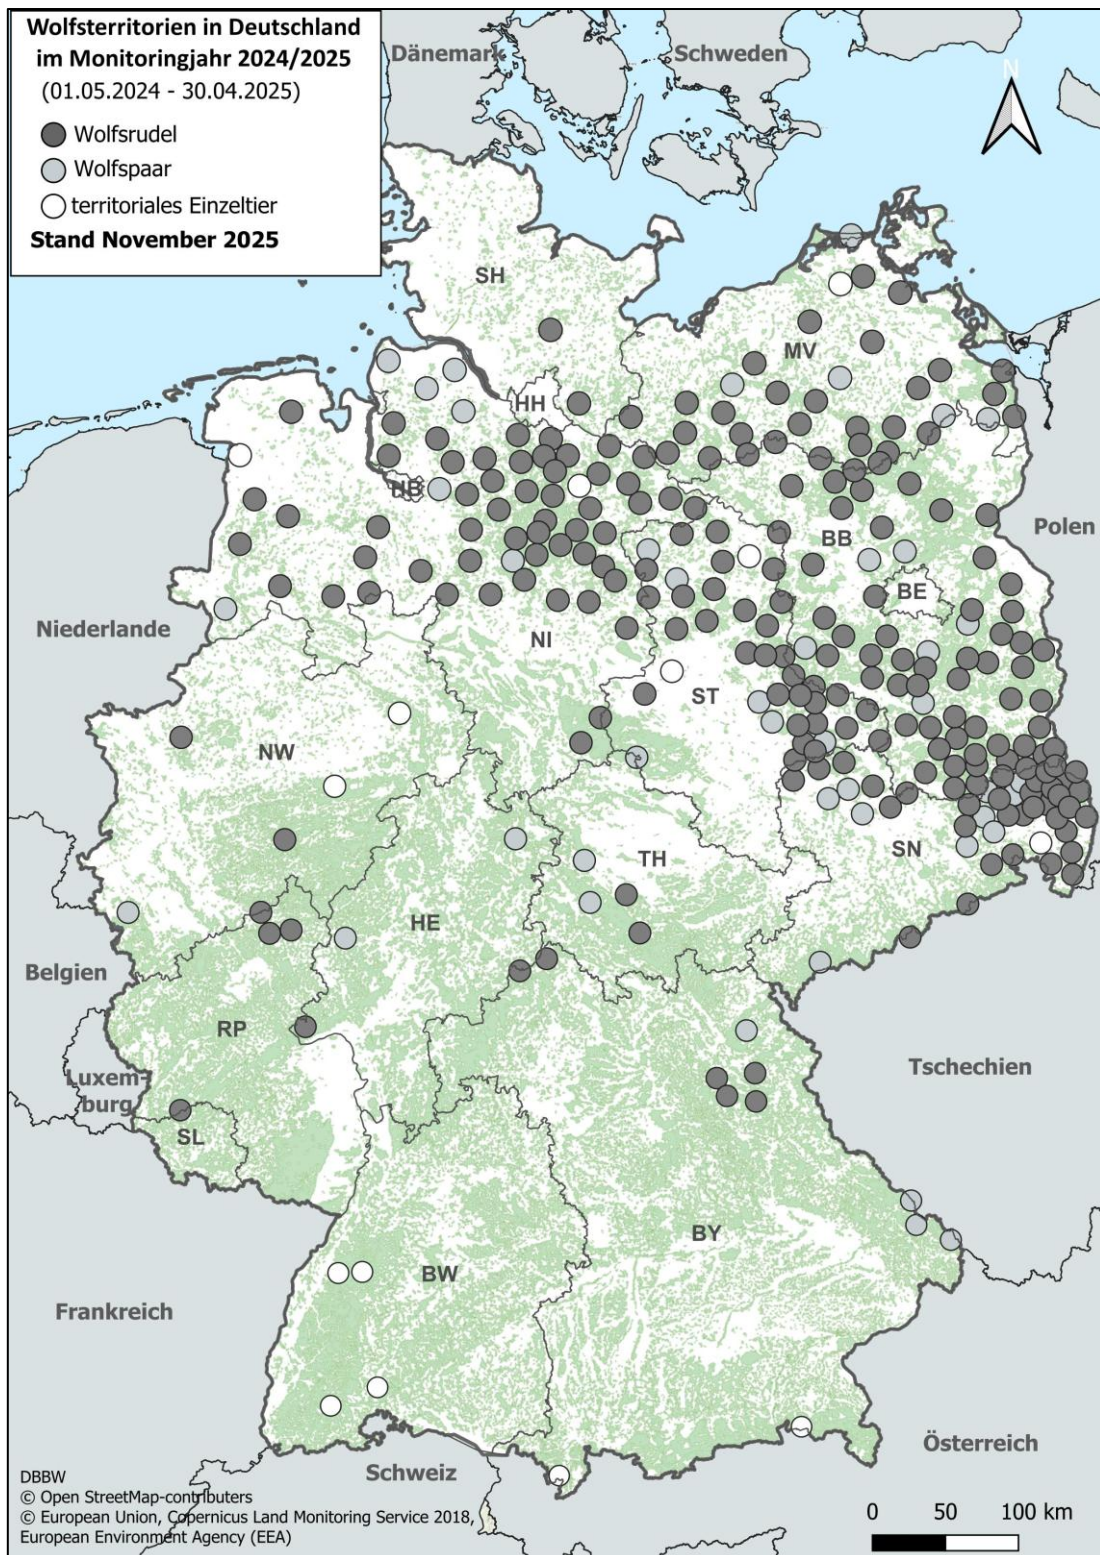 Wolfsterritorien in Deutschland
im Monitoringjahr 2024/2025
(01.05.2024 - 30.04.2025)
Wolfsrudel
Wolfspaar
territoriales Einzeltier
Stand November 2025
Dänemark
Schweden
N
SH
MV
HH
HB
BB
Polen
BE
Niederlande
NI
ST
NW
SN
TH
HE
Belgien
RP
Tschechien
Luxem-
burg
SL
BY
BW
Frankreich
Österreich
Schweiz
DBBW
© Open StreetMap-contributers
© European Union, Copernicus Land Monitoring Service 2018,
European Environment Agency (EEA)
0 50 100 km